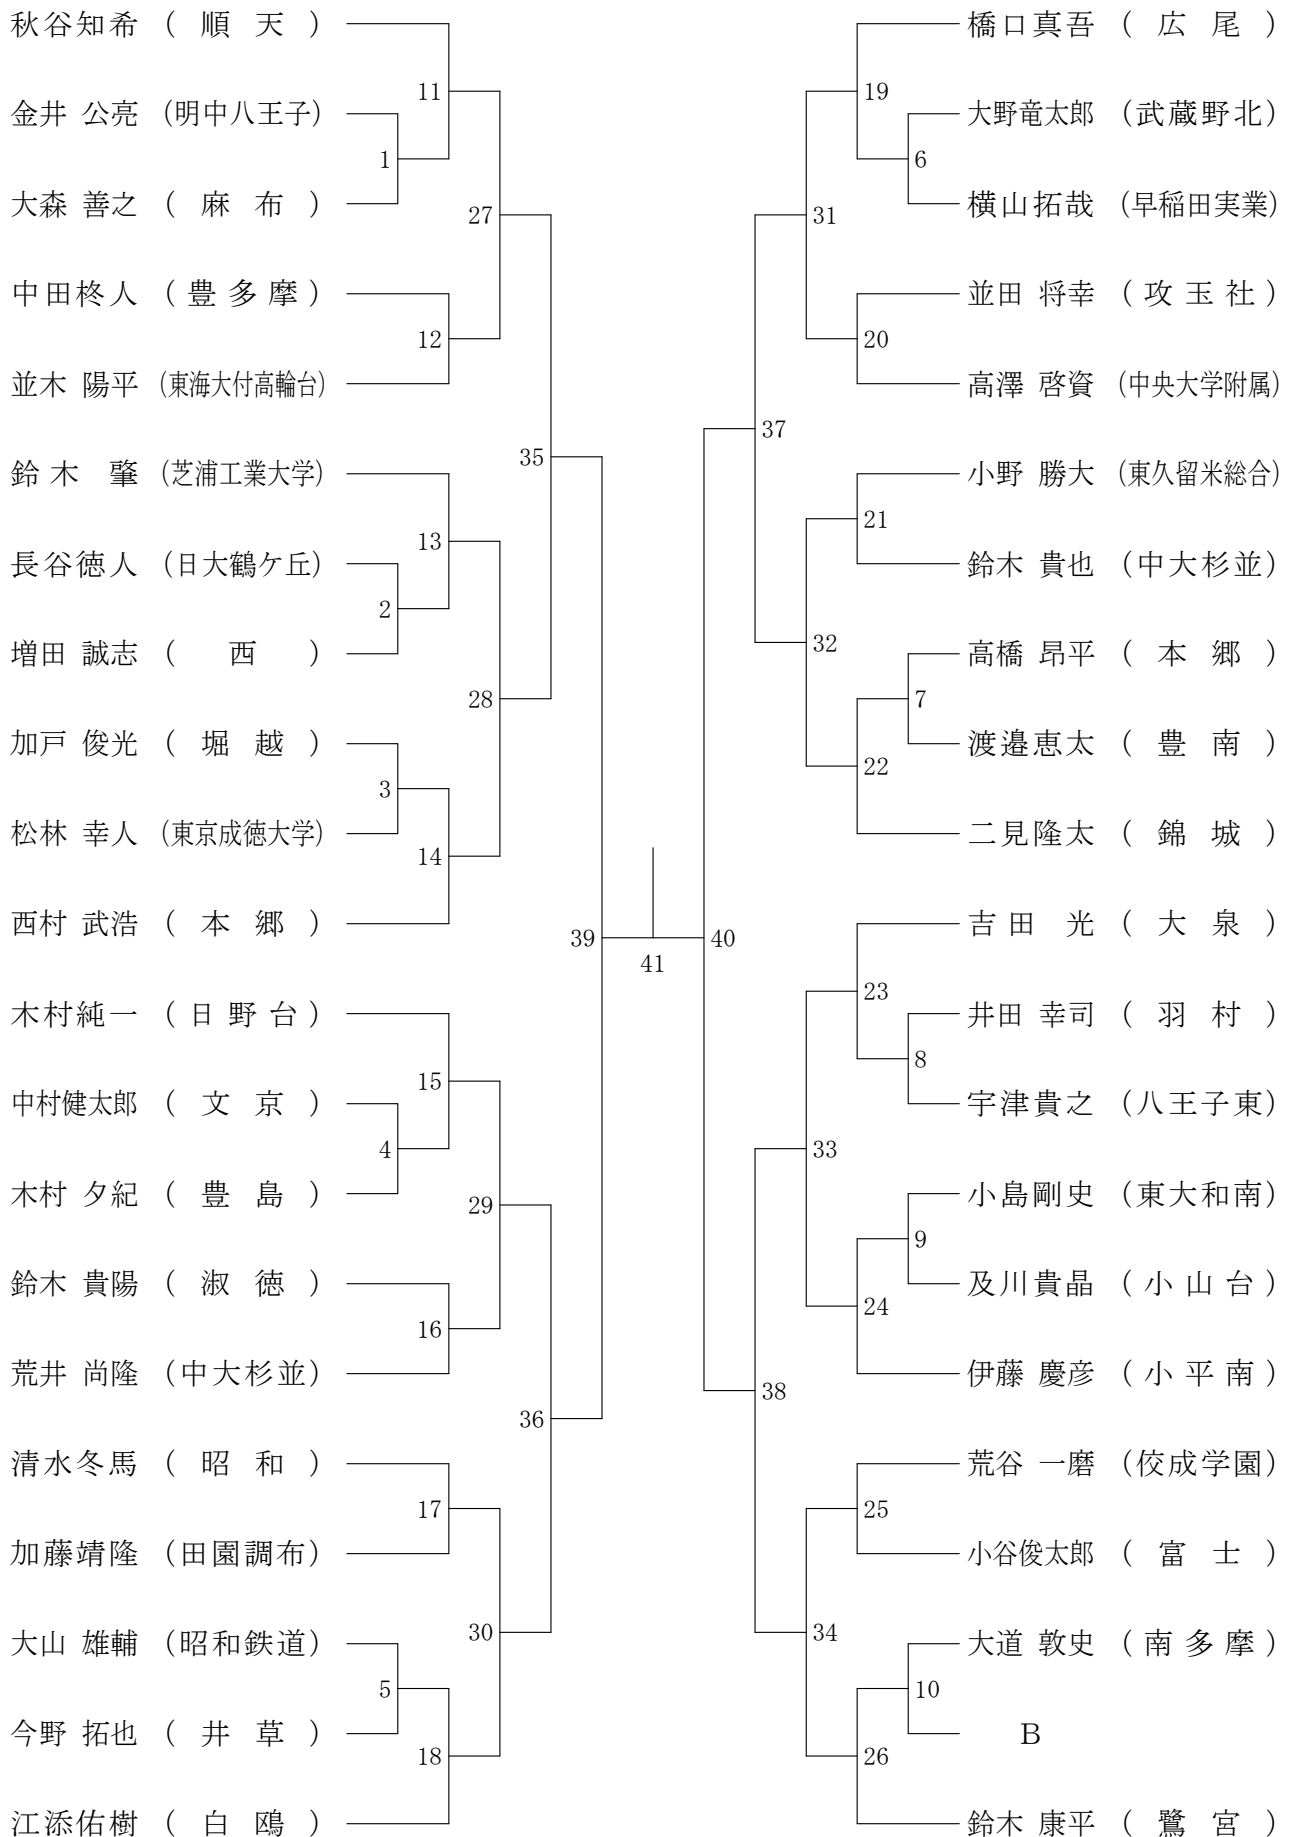 秋谷知希 ( 順 天 )
金井 公亮 (明中八王子)
大森 善之 ( 麻 布 )
中田柊人 ( 豊 多 摩 )
並木 陽平 (東海大付高輪台)
鈴 木 肇 (芝浦工業大学)
長谷徳人 (日大鶴ケ丘)
増田 誠志 ( 西 )
加戸 俊光 ( 堀 越 )
松林 幸人 (東京成徳大学)
西村 武浩 ( 本 郷 )
木村純一 ( 日 野 台 )
中村健太郎 ( 文 京 )
木村 夕紀 ( 豊 島 )
鈴木 貴陽 ( 淑 徳 )
荒井 尚隆 (中大杉並)
清水冬馬 ( 昭 和 )
加藤靖隆 (田園調布)
大山 雄輔 (昭和鉄道)
今野 拓也 ( 井 草 )
江添佑樹 ( 白 鴎 )
1
2
3
4
5
11
12
13
14
15
16
17
18
27
28
29
30
35
36
39
41
40
37
38
31
32
33
34
19
20
21
22
23
24
25
26
6
7
8
9
10
橋口真吾 ( 広 尾 )
大野竜太郎 (武蔵野北)
横山拓哉 (早稲田実業)
並田 将幸 ( 攻 玉 社 )
高澤 啓資 (中央大学附属)
小野 勝大 (東久留米総合)
鈴木 貴也 (中大杉並)
高橋 昂平 ( 本 郷 )
渡邉恵太 ( 豊 南 )
二見隆太 ( 錦 城 )
吉 田 光 ( 大 泉 )
井田 幸司 ( 羽 村 )
宇津貴之 (八王子東)
小島剛史 (東大和南)
及川貴晶 ( 小 山 台 )
伊藤 慶彦 ( 小 平 南 )
荒谷 一磨 (佼成学園)
小谷俊太郎 ( 富 士 )
大道 敦史 ( 南 多 摩 )
B
鈴木 康平 ( 鷺 宮 )